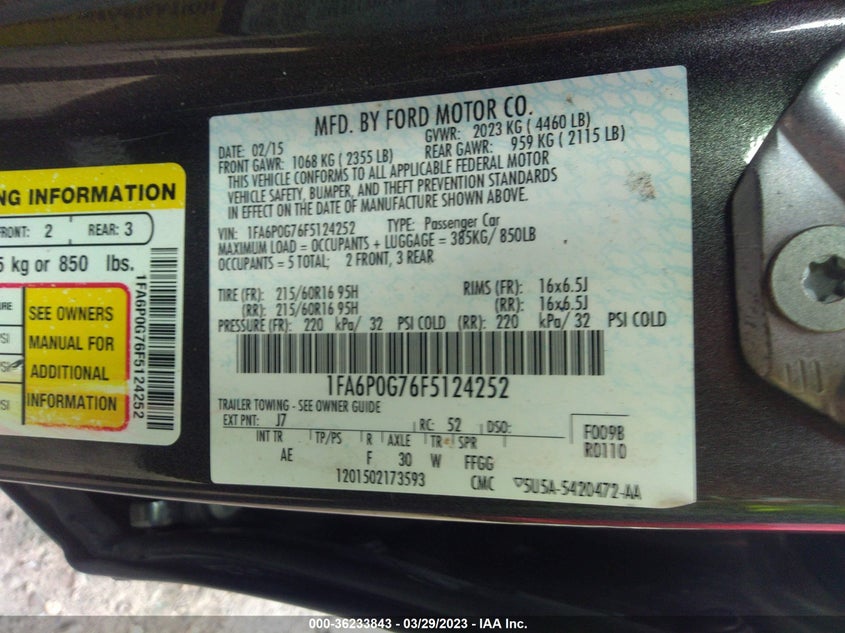 NG INFORMATION
FRONT: 2 REAR: 3
5 kg or 850 lbs.
SEE OWNERS
MANUAL FOR
ADDITIONAL
INFORMATION
1FA6P0G76F5124252
MFD. BY FORD MOTOR CO.
DATE: 02/15 GVWR: 2023 KG ( 4460 LB)
FRONT GAWR: 1068 KG ( 2355 LB) REAR GAWR: 959 KG ( 2115 LB)
THIS VEHICLE CONFORMS TO ALL APPLICABLE FEDERAL MOTOR
VEHICLE SAFETY, BUMPER, AND THEFT PREVENTION STANDARDS
IN EFFECT ON THE DATE OF MANUFACTURE SHOWN ABOVE.
VIN: 1FA6P0G76F5124252 TYPE: Passenger Car
MAXIMUM LOAD = OCCUPANTS + LUGGAGE = 385KG/ 850LB
OCCUPANTS = 5 TOTAL; 2 FRONT, 3 REAR
TIRE (FR): 215/60R16 95H RIMS (FR): 16x6.5J
(RR): 215/60R16 95H (RR): 16x6.5J
PRESSURE (FR): 220 kPa/ 32 PSI COLD (RR): 220 kPa/ 32 PSI COLD
1FA6P0G76F5124252
TRAILER TOWING - SEE OWNER GUIDE
EXT PNT: J7 RC: 52 DSO: F009B
INT TR TP/PS R AXLE TR SPR R0110
AE F 30 W FFGG
1201502173593 CMC 5U5A-5420472-AA
000-36233843 / 03/29/2023 / IAA Inc.